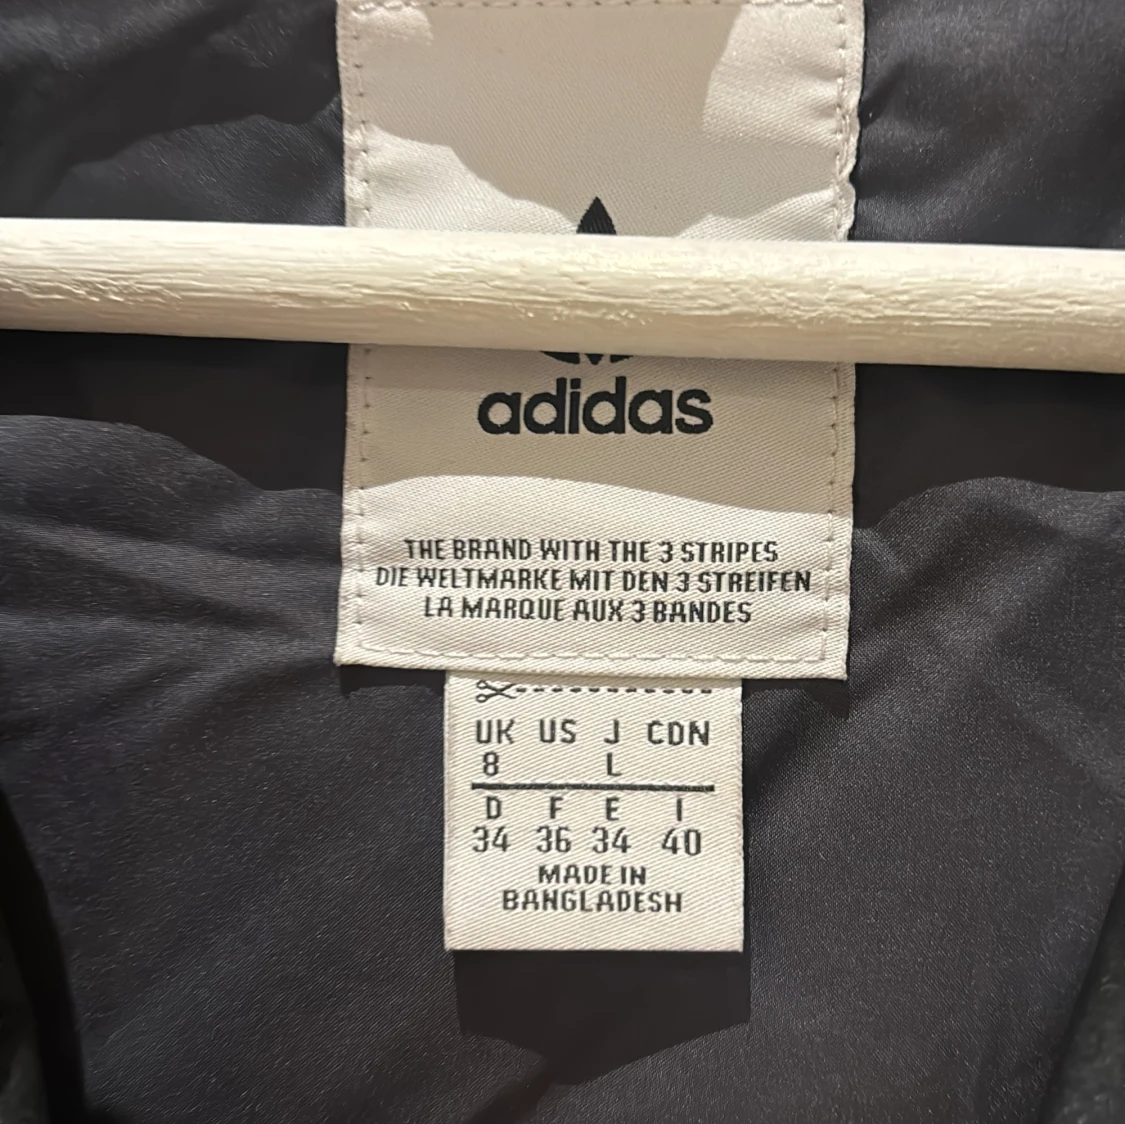 adidas
THE BRAND WITH THE 3 STRIPES
DIE WELTMARKE MIT DEN 3 STREIFEN
LA MARQUE AUX 3 BANDES
UK US J CDN
8 L
D F E I
34 36 34 40
MADE IN
BANGLADESH